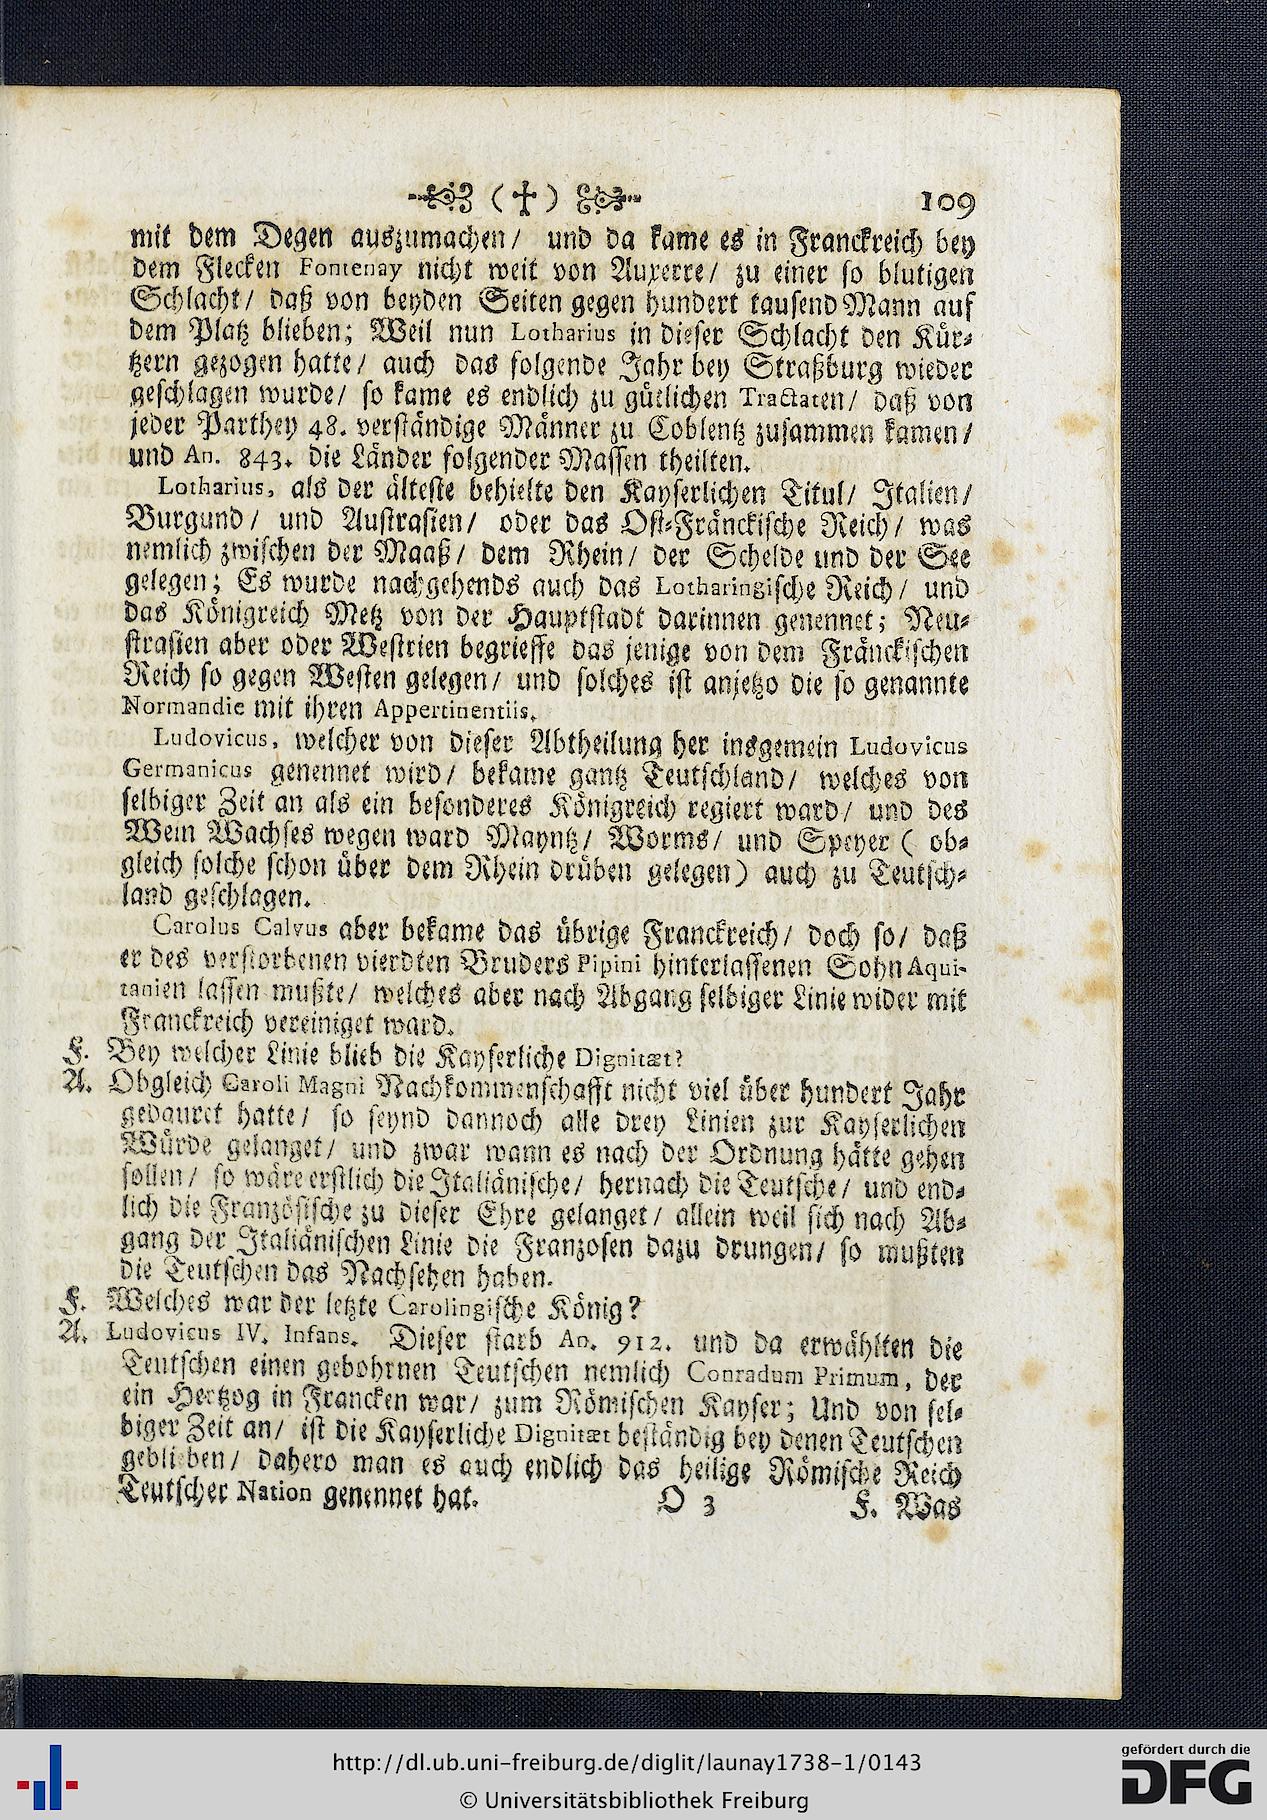 ( † ) 109
mit dem Degen auszumachen/ und da kame es in Franckreich bey
dem Flecken Fontenay nicht weit von Auxerre/ zu einer so blutigen
Schlacht/ daß von beyden Seiten gegen hundert tausend Mann auf
dem Platz blieben; Weil nun Lotharius in dieser Schlacht den Kür-
tzern gezogen hatte/ auch das folgende Jahr bey Straßburg wieder
geschlagen wurde/ so kame es endlich zu gütlichen Tractaten/ daß von
jeder Parthey 48. verständige Männer zu Coblentz zusammen kamen/
und An. 843. die Länder folgender Massen theilten.
Lotharius, als der älteste behielte den Kayserlichen Titul/ Italien/
Burgund/ und Austrasien/ oder das Ost-Fränckische Reich/ was
nemlich zwischen der Maaß/ dem Rhein/ der Schelde und der See
gelegen; Es wurde nachgehends auch das Lotharingische Reich/ und
das Königreich Metz von der Hauptstadt darinnen genennet; Neu-
strasien aber oder Westrien begrieffe das jenige von dem Fränckischen
Reich so gegen Westen gelegen/ und solches ist anjetzo die so genannte
Normandie mit ihren Appertinentiis.
Ludovicus, welcher von dieser Abtheilung her insgemein Ludovicus
Germanicus genennet wird/ bekame gantz Teutschland/ welches von
selbiger Zeit an als ein besonderes Königreich regiert ward/ und des
Wein Wachses wegen ward Mayntz/ Worms/ und Speyer ( ob-
gleich solche schon über dem Rhein drüben gelegen) auch zu Teutsch-
land geschlagen.
Carolus Calvus aber bekame das übrige Franckreich/ doch so/ daß
er des verstorbenen vierdten Bruders Pipini hinterlassenen Sohn Aqui-
tanien lassen mußte/ welches aber nach Abgang selbiger Linie wider mit
Franckreich vereiniget ward.
F. Bey welcher Linie blieb die Kayserliche Dignitæt?
A. Obgleich Caroli Magni Nachkommenschafft nicht viel über hundert Jahr
gedauret hatte/ so seynd dannoch alle drey Linien zur Kayserlichen
Würde gelanget/ und zwar wann es nach der Ordnung hätte gehen
sollen/ so wäre erstlich die Italiänische/ hernach die Teutsche/ und end-
lich die Französische zu dieser Ehre gelanget/ allein weil sich nach Ab-
gang der Italiänischen Linie die Franzosen dazu drungen/ so mußten
die Teutschen das Nachsehen haben.
F. Welches war der letzte Carolingische König?
A. Ludovicus IV. Infans. Dieser starb An. 912. und da erwählten die
Teutschen einen gebohrnen Teutschen nemlich Conradum Primum, der
ein Hertzog in Francken war/ zum Römischen Kayser; Und von sel-
biger Zeit an/ ist die Kayserliche Dignitæt beständig bey denen Teutschen
geblieben/ dahero man es auch endlich das heilige Römische Reich
Teutscher Nation genennet hat. O 3 F. Was
http://dl.ub.uni-freiburg.de/diglit/launay1738-1/0143
© Universitätsbibliothek Freiburg
gefördert durch die
DFG